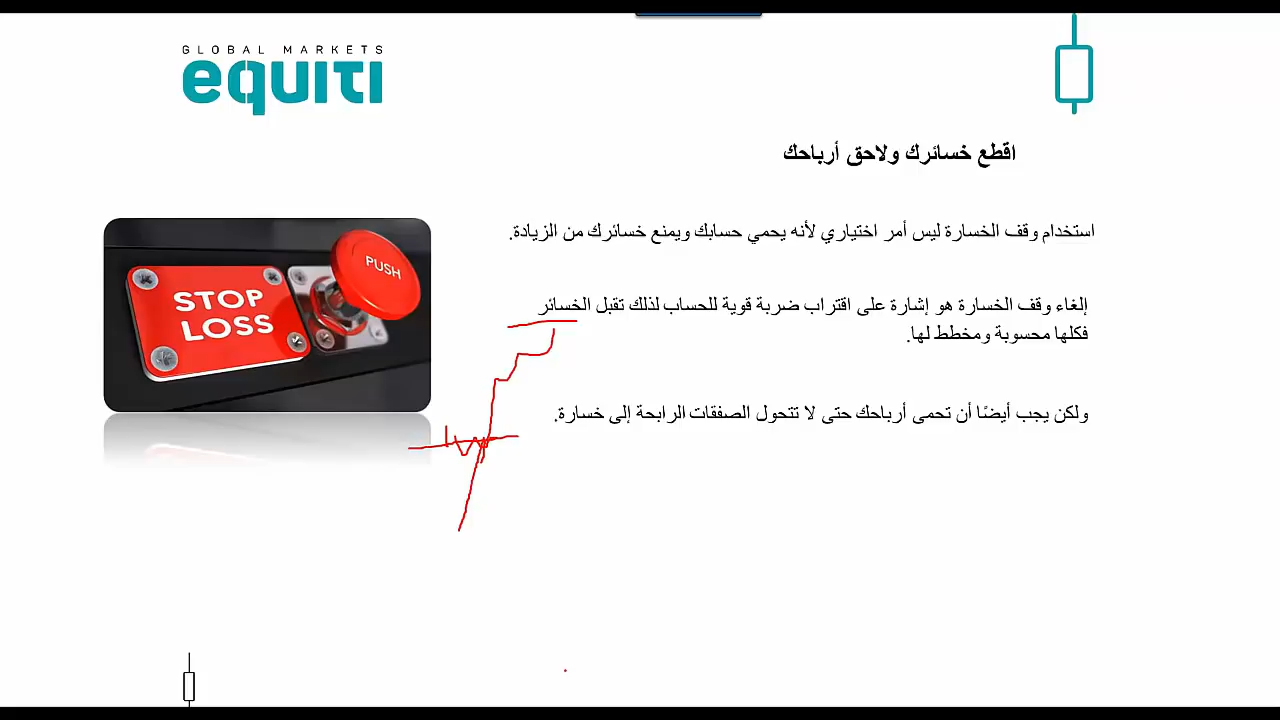 GLOBAL MARKETS
equiti
اقطع خسائرك ولاحق أرباحك
استخدام وقف الخسارة ليس أمر اختياري لأنه يحمي حسابك ويمنع خسائرك من الزيادة.
إلغاء وقف الخسارة هو إشارة على اقتراب ضربة قوية للحساب لذلك تقبل الخسائر
فكلها محسوبة ومخطط لها.
ولكن يجب أيضًا أن تحمى أرباحك حتى لا تتحول الصفقات الرابحة إلى خسارة.
PUSH
STOP
LOSS